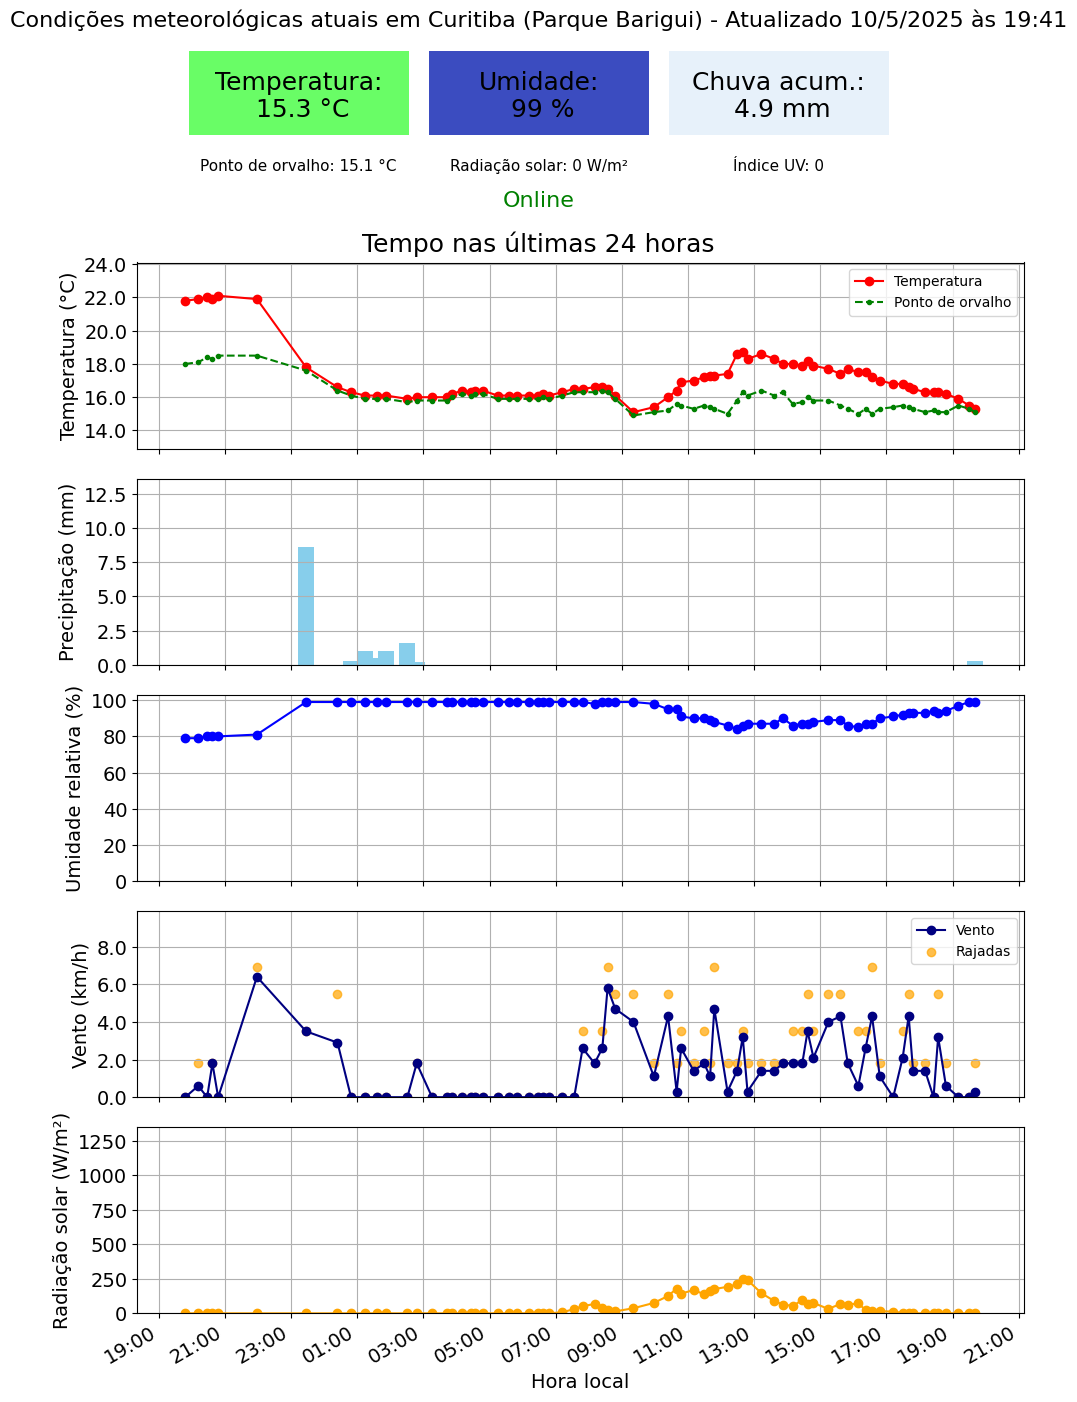 Condições meteorológicas atuais em Curitiba (Parque Barigui) - Atualizado 10/5/2025 às 19:41
Temperatura:
15.3 °C
Umidade:
99 %
Chuva acum.:
4.9 mm
Ponto de orvalho: 15.1 °C
Radiação solar: 0 W/m²
Índice UV: 0
Online
Tempo nas últimas 24 horas
Temperatura (°C)
24.0
22.0
20.0
18.0
16.0
14.0
Temperatura
Ponto de orvalho
Precipitação (mm)
12.5
10.0
7.5
5.0
2.5
0.0
Umidade relativa (%)
100
80
60
40
20
0
Vento (km/h)
8.0
6.0
4.0
2.0
0.0
Vento
Rajadas
Radiação solar (W/m²)
1250
1000
750
500
250
0
19:00
21:00
23:00
01:00
03:00
05:00
07:00
09:00
11:00
13:00
15:00
17:00
19:00
21:00
Hora local